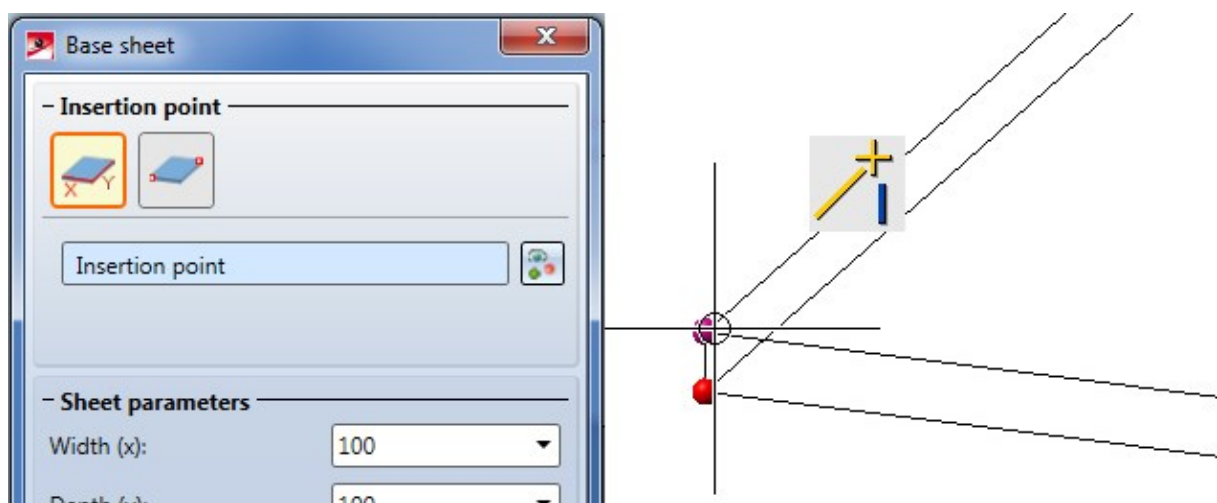 Base sheet
Insertion point
X Y
Insertion point
Sheet parameters
Width (x): 100